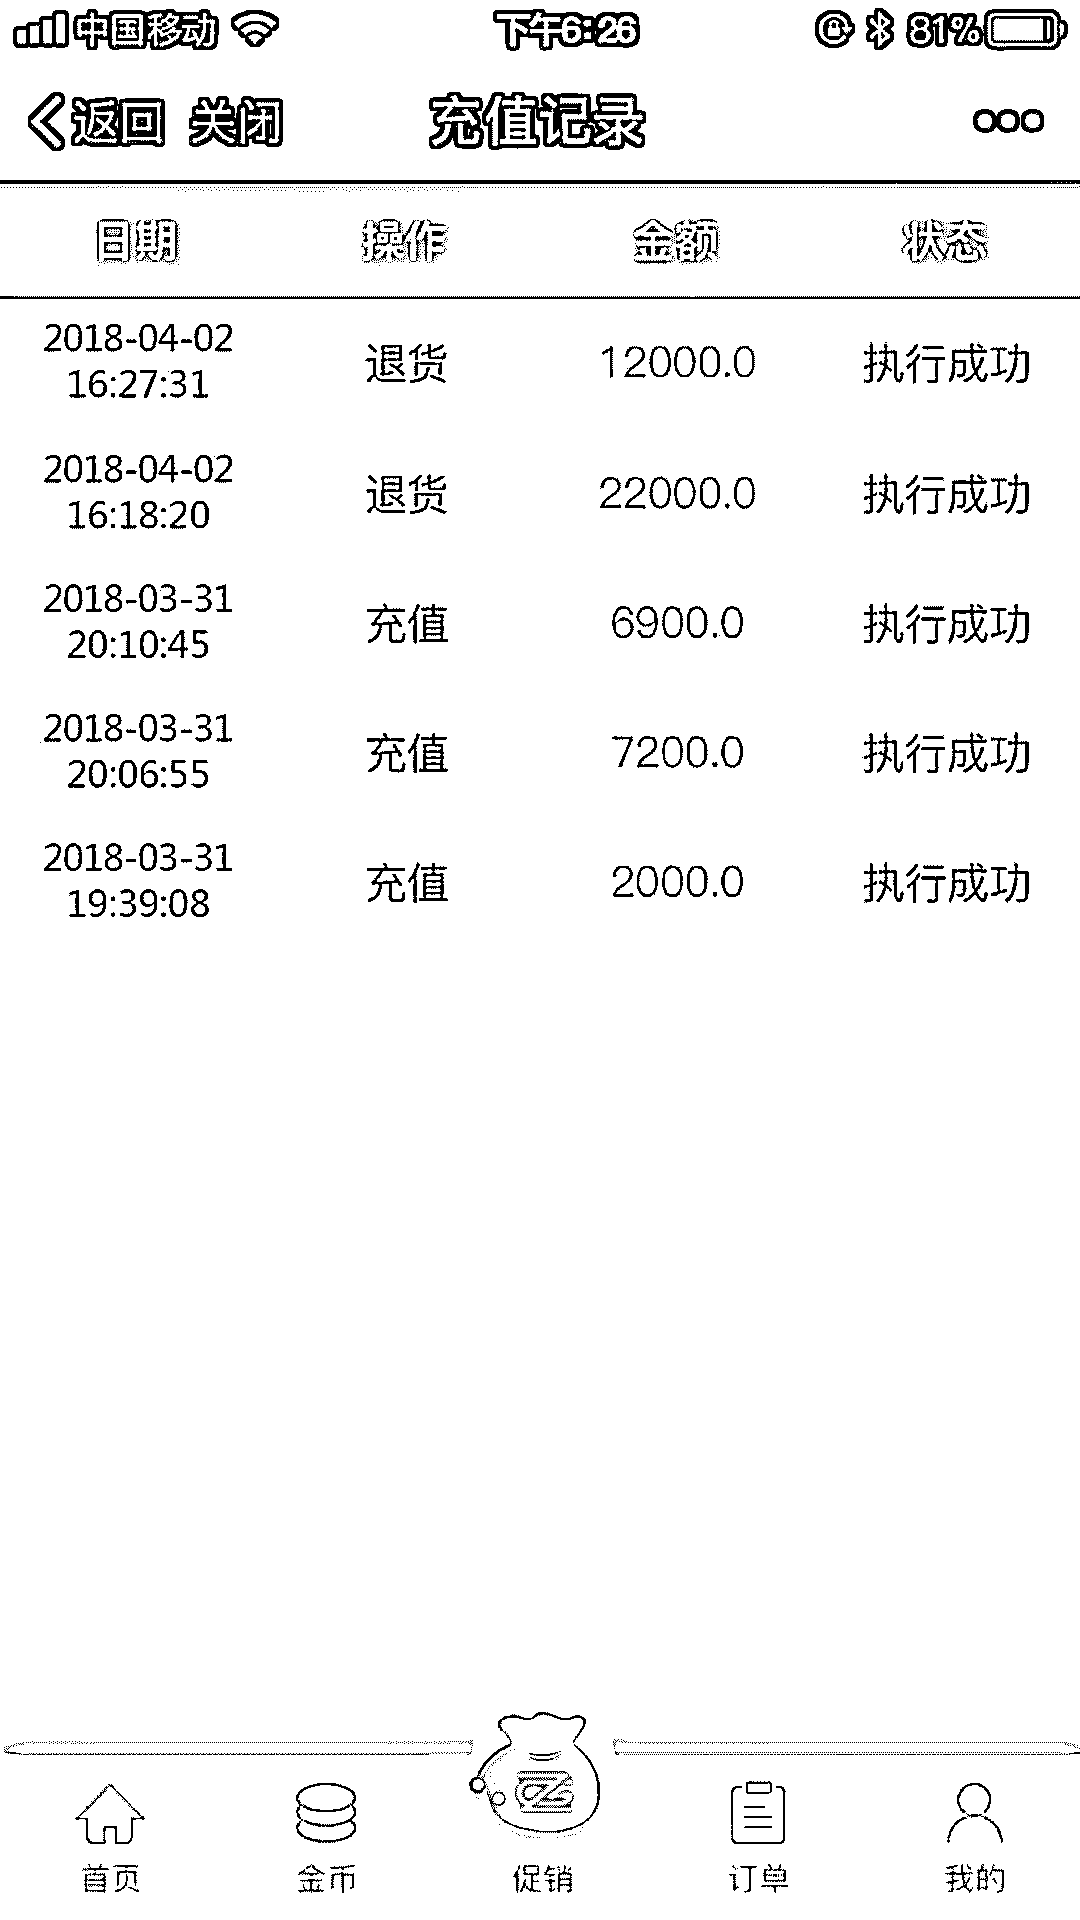 中国移动 下午6:26 81%
返回 关闭 充值记录
日期 操作 金额 状态
2018-04-02
16:27:31 退货 12000.0 执行成功
2018-04-02
16:18:20 退货 22000.0 执行成功
2018-03-31
20:10:45 充值 6900.0 执行成功
2018-03-31
20:06:55 充值 7200.0 执行成功
2018-03-31
19:39:08 充值 2000.0 执行成功
首页 金币 促销 订单 我的